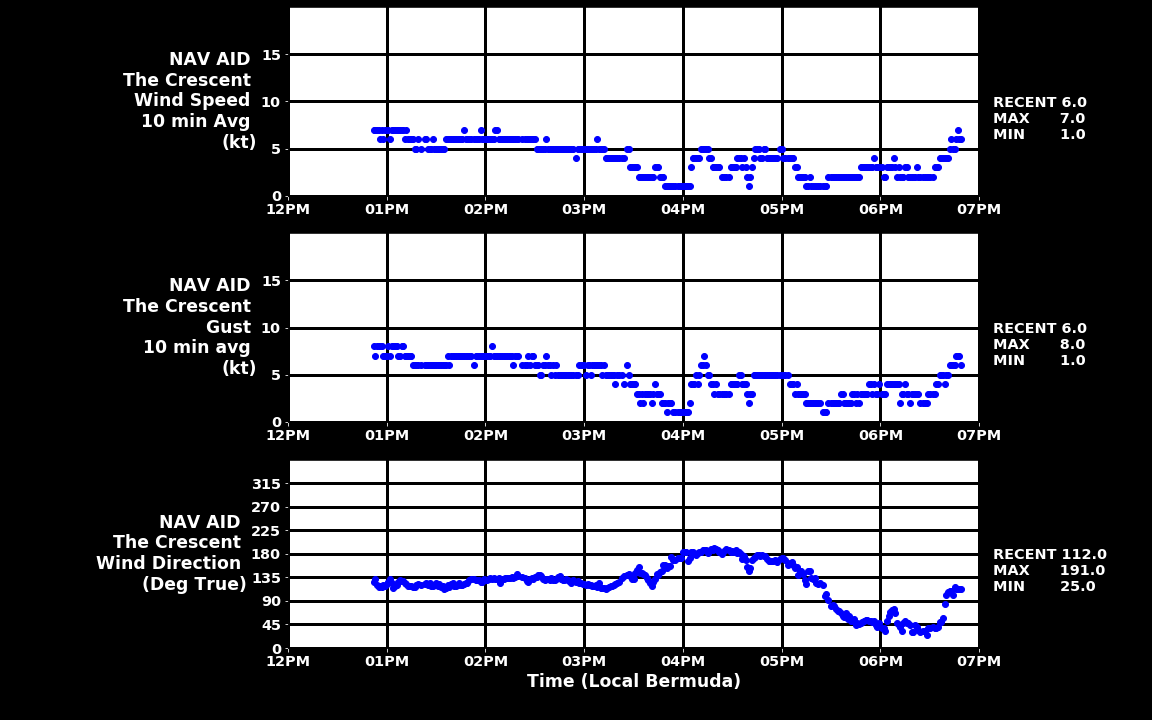 NAV AID
The Crescent
Wind Speed
10 min Avg
(kt)
15
10
5
0
12PM 01PM 02PM 03PM 04PM 05PM 06PM 07PM
RECENT 6.0
MAX 7.0
MIN 1.0
NAV AID
The Crescent
Gust
10 min avg
(kt)
15
10
5
0
12PM 01PM 02PM 03PM 04PM 05PM 06PM 07PM
RECENT 6.0
MAX 8.0
MIN 1.0
NAV AID
The Crescent
Wind Direction
(Deg True)
315
270
225
180
135
90
45
0
12PM 01PM 02PM 03PM 04PM 05PM 06PM 07PM
Time (Local Bermuda)
RECENT 112.0
MAX 191.0
MIN 25.0